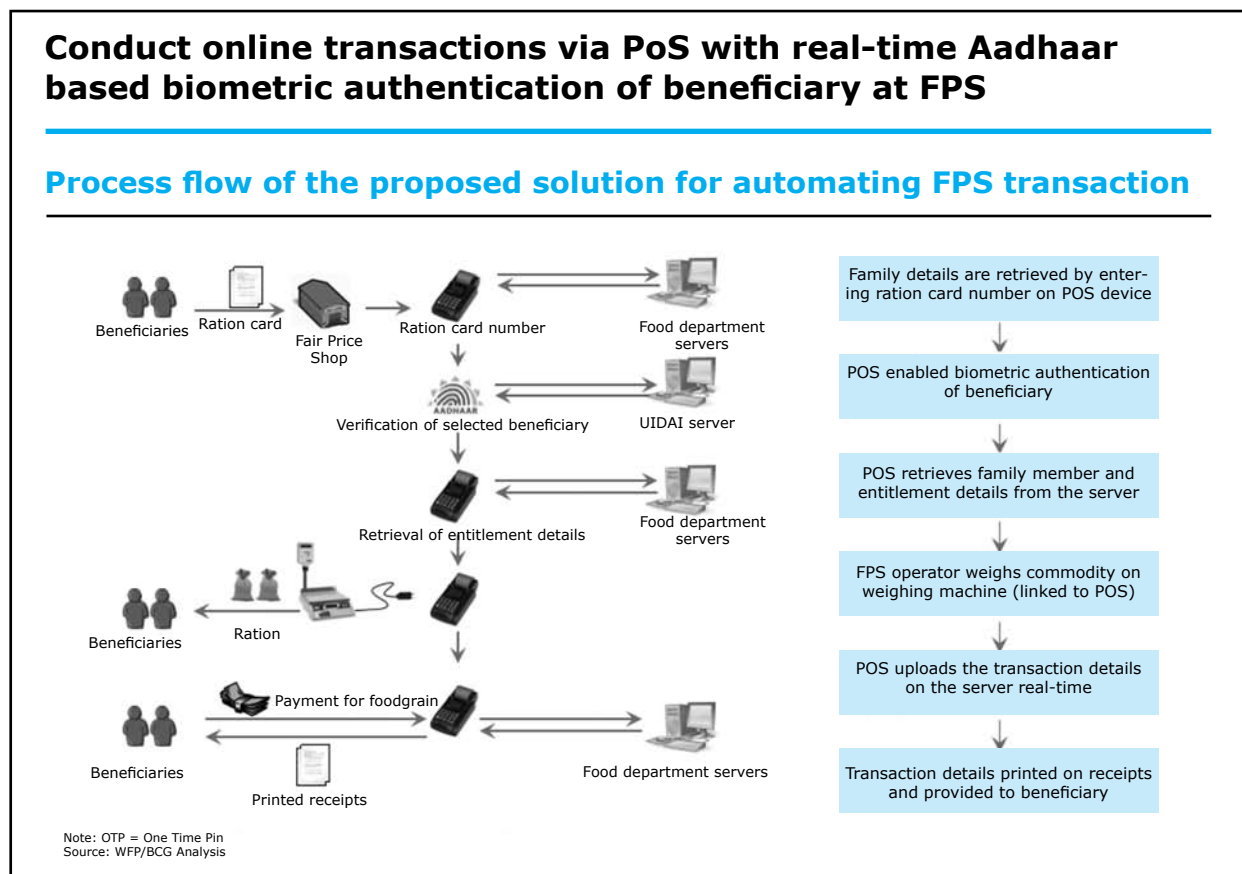 Conduct online transactions via PoS with real-time Aadhaar
based biometric authentication of beneficiary at FPS
Process flow of the proposed solution for automating FPS transaction
Beneficiaries
Ration card
Fair Price
Shop
Ration card number
Food department
servers
AADHAAR
Verification of selected beneficiary
UIDAI server
Retrieval of entitlement details
Food department
servers
Beneficiaries
Ration
Payment for foodgrain
Beneficiaries
Printed receipts
Food department servers
Family details are retrieved by enter-
ing ration card number on POS device
POS enabled biometric authentication
of beneficiary
POS retrieves family member and
entitlement details from the server
FPS operator weighs commodity on
weighing machine (linked to POS)
POS uploads the transaction details
on the server real-time
Transaction details printed on receipts
and provided to beneficiary
Note: OTP = One Time Pin
Source: WFP/BCG Analysis